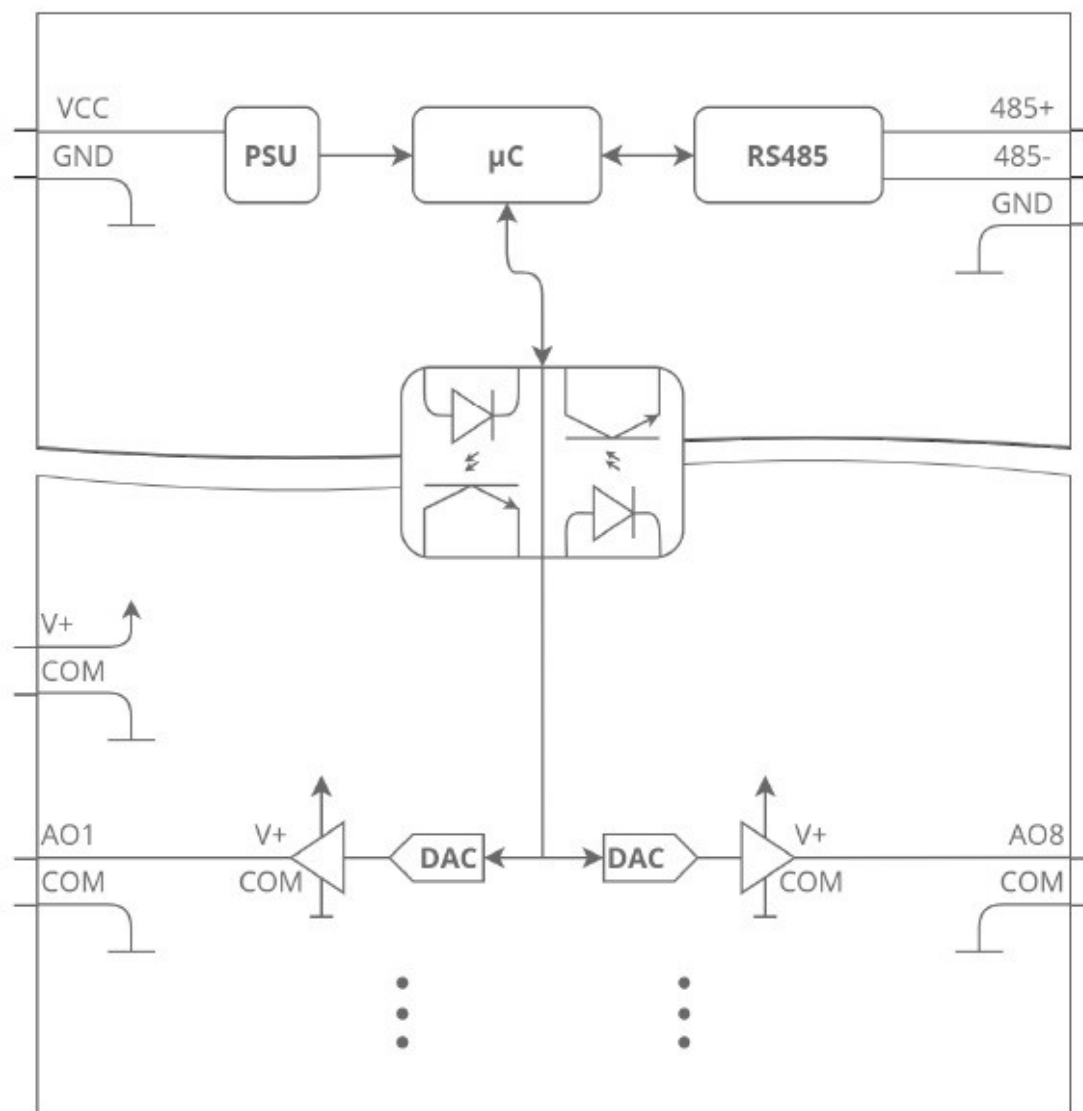 VCC
GND
PSU
µC
RS485
485+
485-
GND
V+
COM
AO1
COM
V+
COM
DAC
DAC
V+
COM
AO8
COM